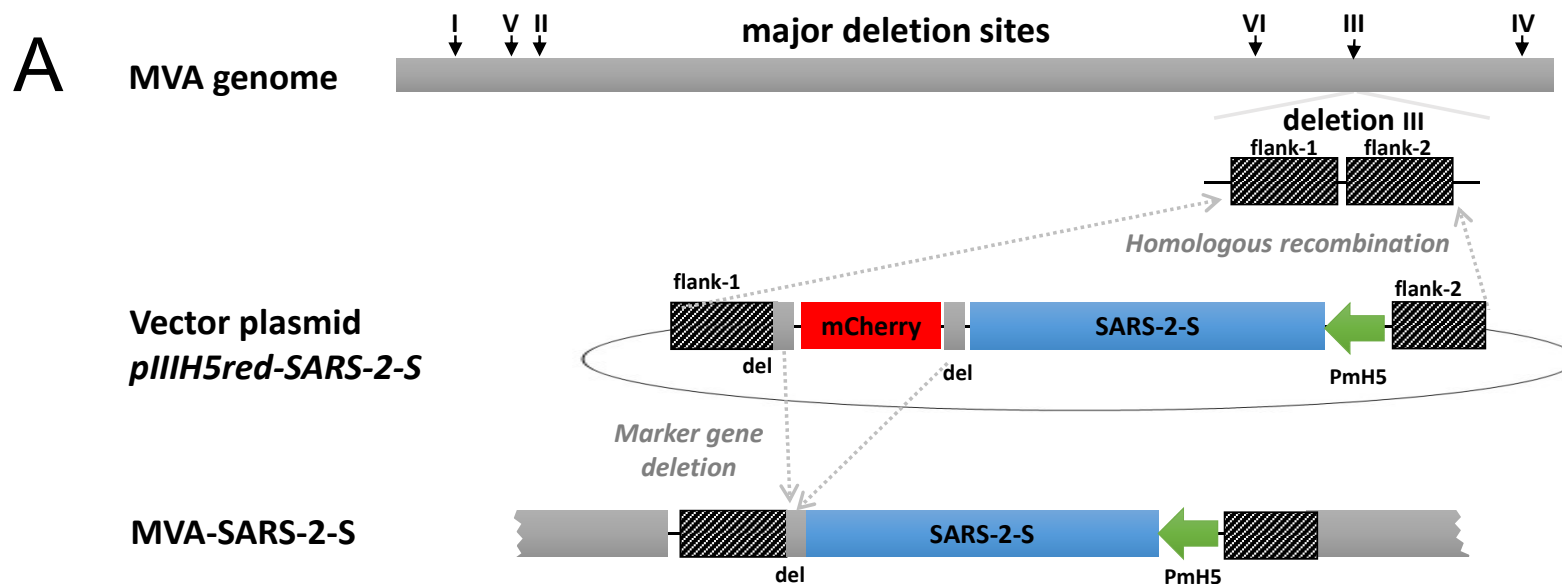 A
I V II major deletion sites VI III IV
MVA genome
deletion III
flank-1 flank-2
Homologous recombination
flank-1 flank-2
Vector plasmid
pIIIH5red-SARS-2-S
mCherry SARS-2-S
del del PmH5
Marker gene
deletion
MVA-SARS-2-S
SARS-2-S
del PmH5